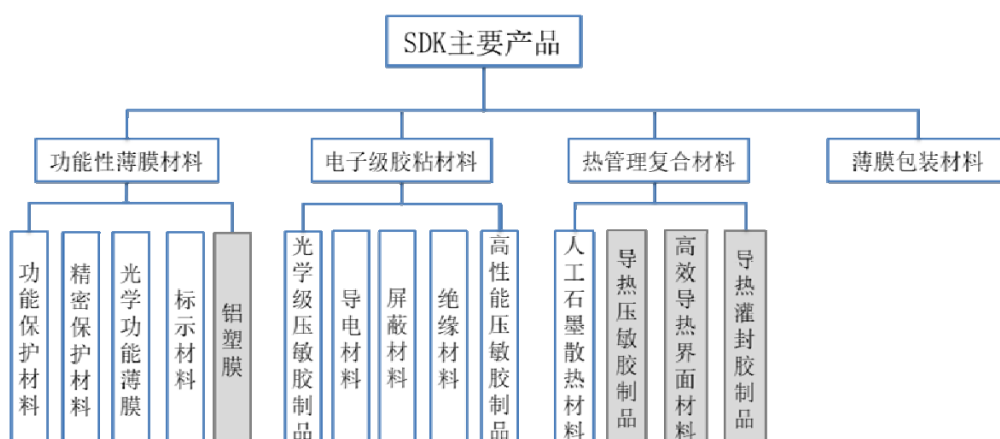 SDK主要产品
功能性薄膜材料
电子级胶粘材料
热管理复合材料
薄膜包装材料
功能保护材料
精密保护材料
光学功能薄膜
标示材料
铝塑膜
光学级压敏胶制品
导电材料
屏蔽材料
绝缘材料
高性能压敏胶制品
人工石墨散热材料
导热压敏胶制品
高效导热界面材料
导热灌封胶制品